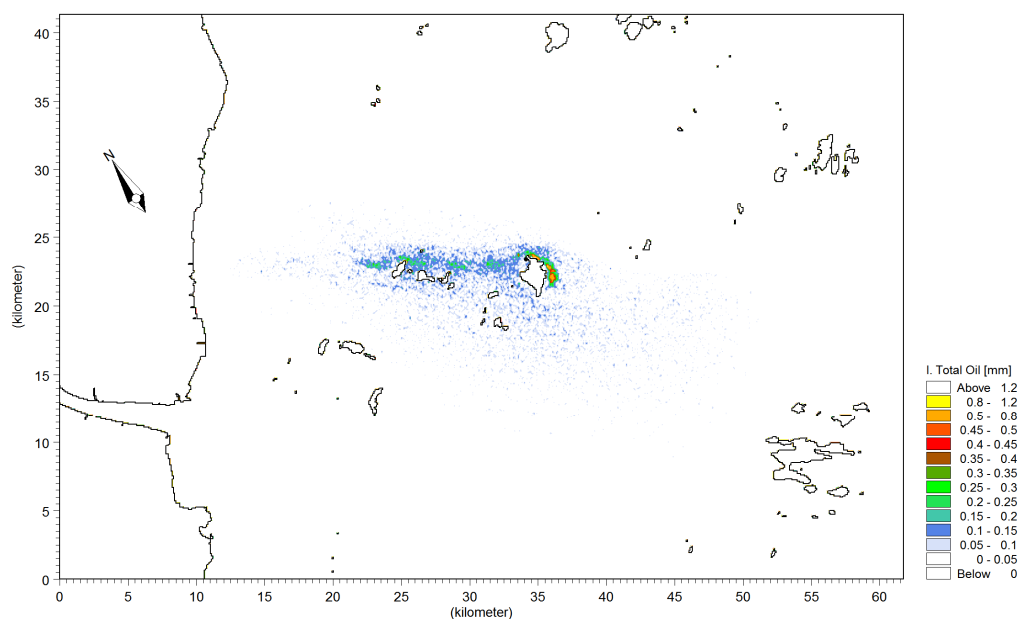 40
35
30
25
20
15
10
5
0
(kilometer)
N
0 5 10 15 20 25 30 35 40 45 50 55 60
(kilometer)
I. Total Oil [mm]
Above 1.2
0.8 - 1.2
0.5 - 0.8
0.45 - 0.5
0.4 - 0.45
0.35 - 0.4
0.3 - 0.35
0.25 - 0.3
0.2 - 0.25
0.15 - 0.2
0.1 - 0.15
0.05 - 0.1
0 - 0.05
Below 0